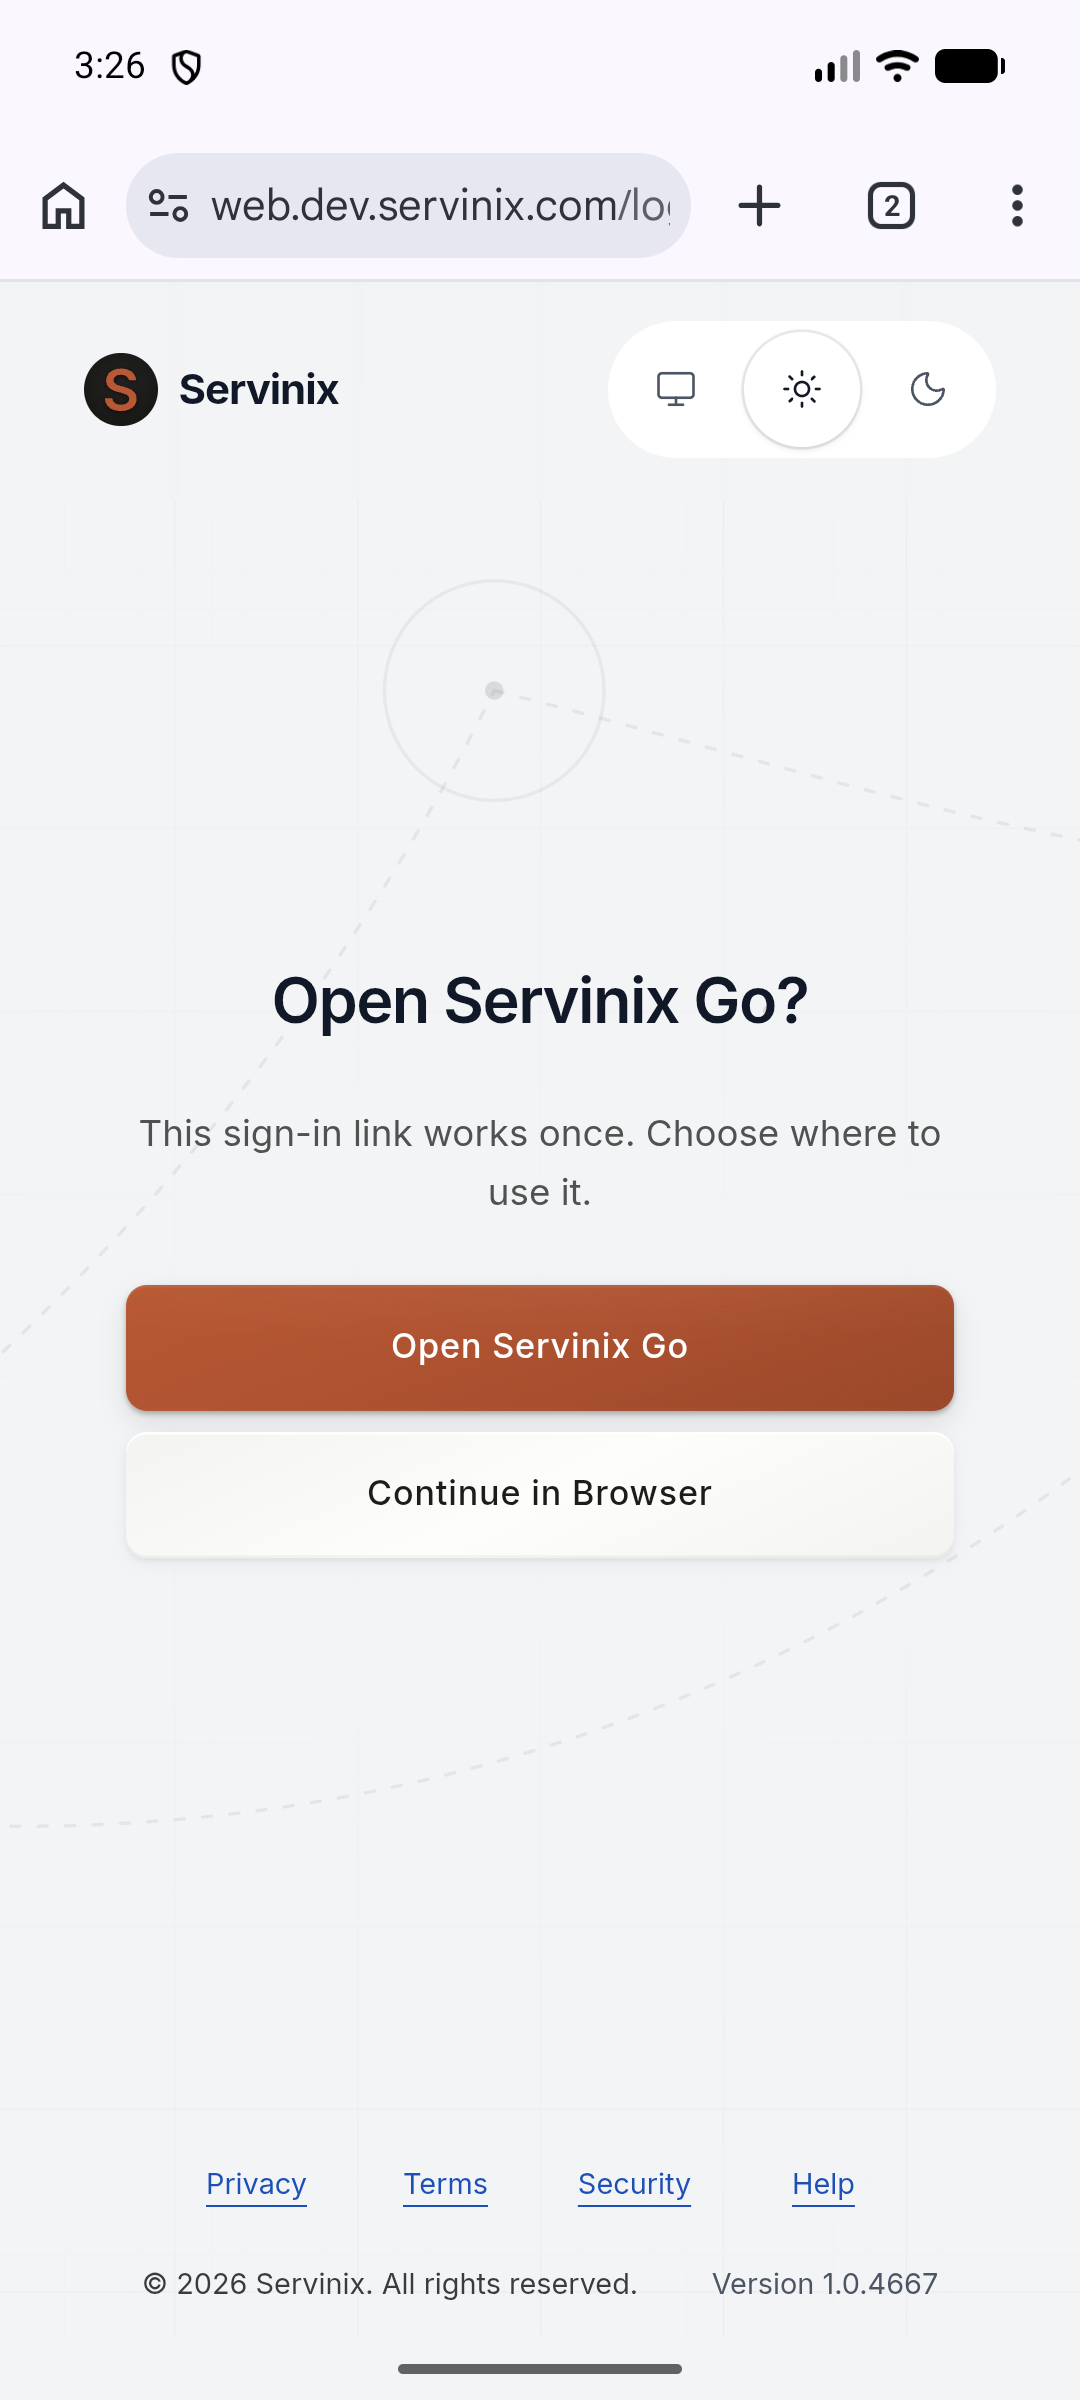 3:26
web.dev.servinix.com/lo
2
S Servinix
Open Servinix Go?
This sign-in link works once. Choose where to
use it.
Open Servinix Go
Continue in Browser
Privacy Terms Security Help
© 2026 Servinix. All rights reserved. Version 1.0.4667